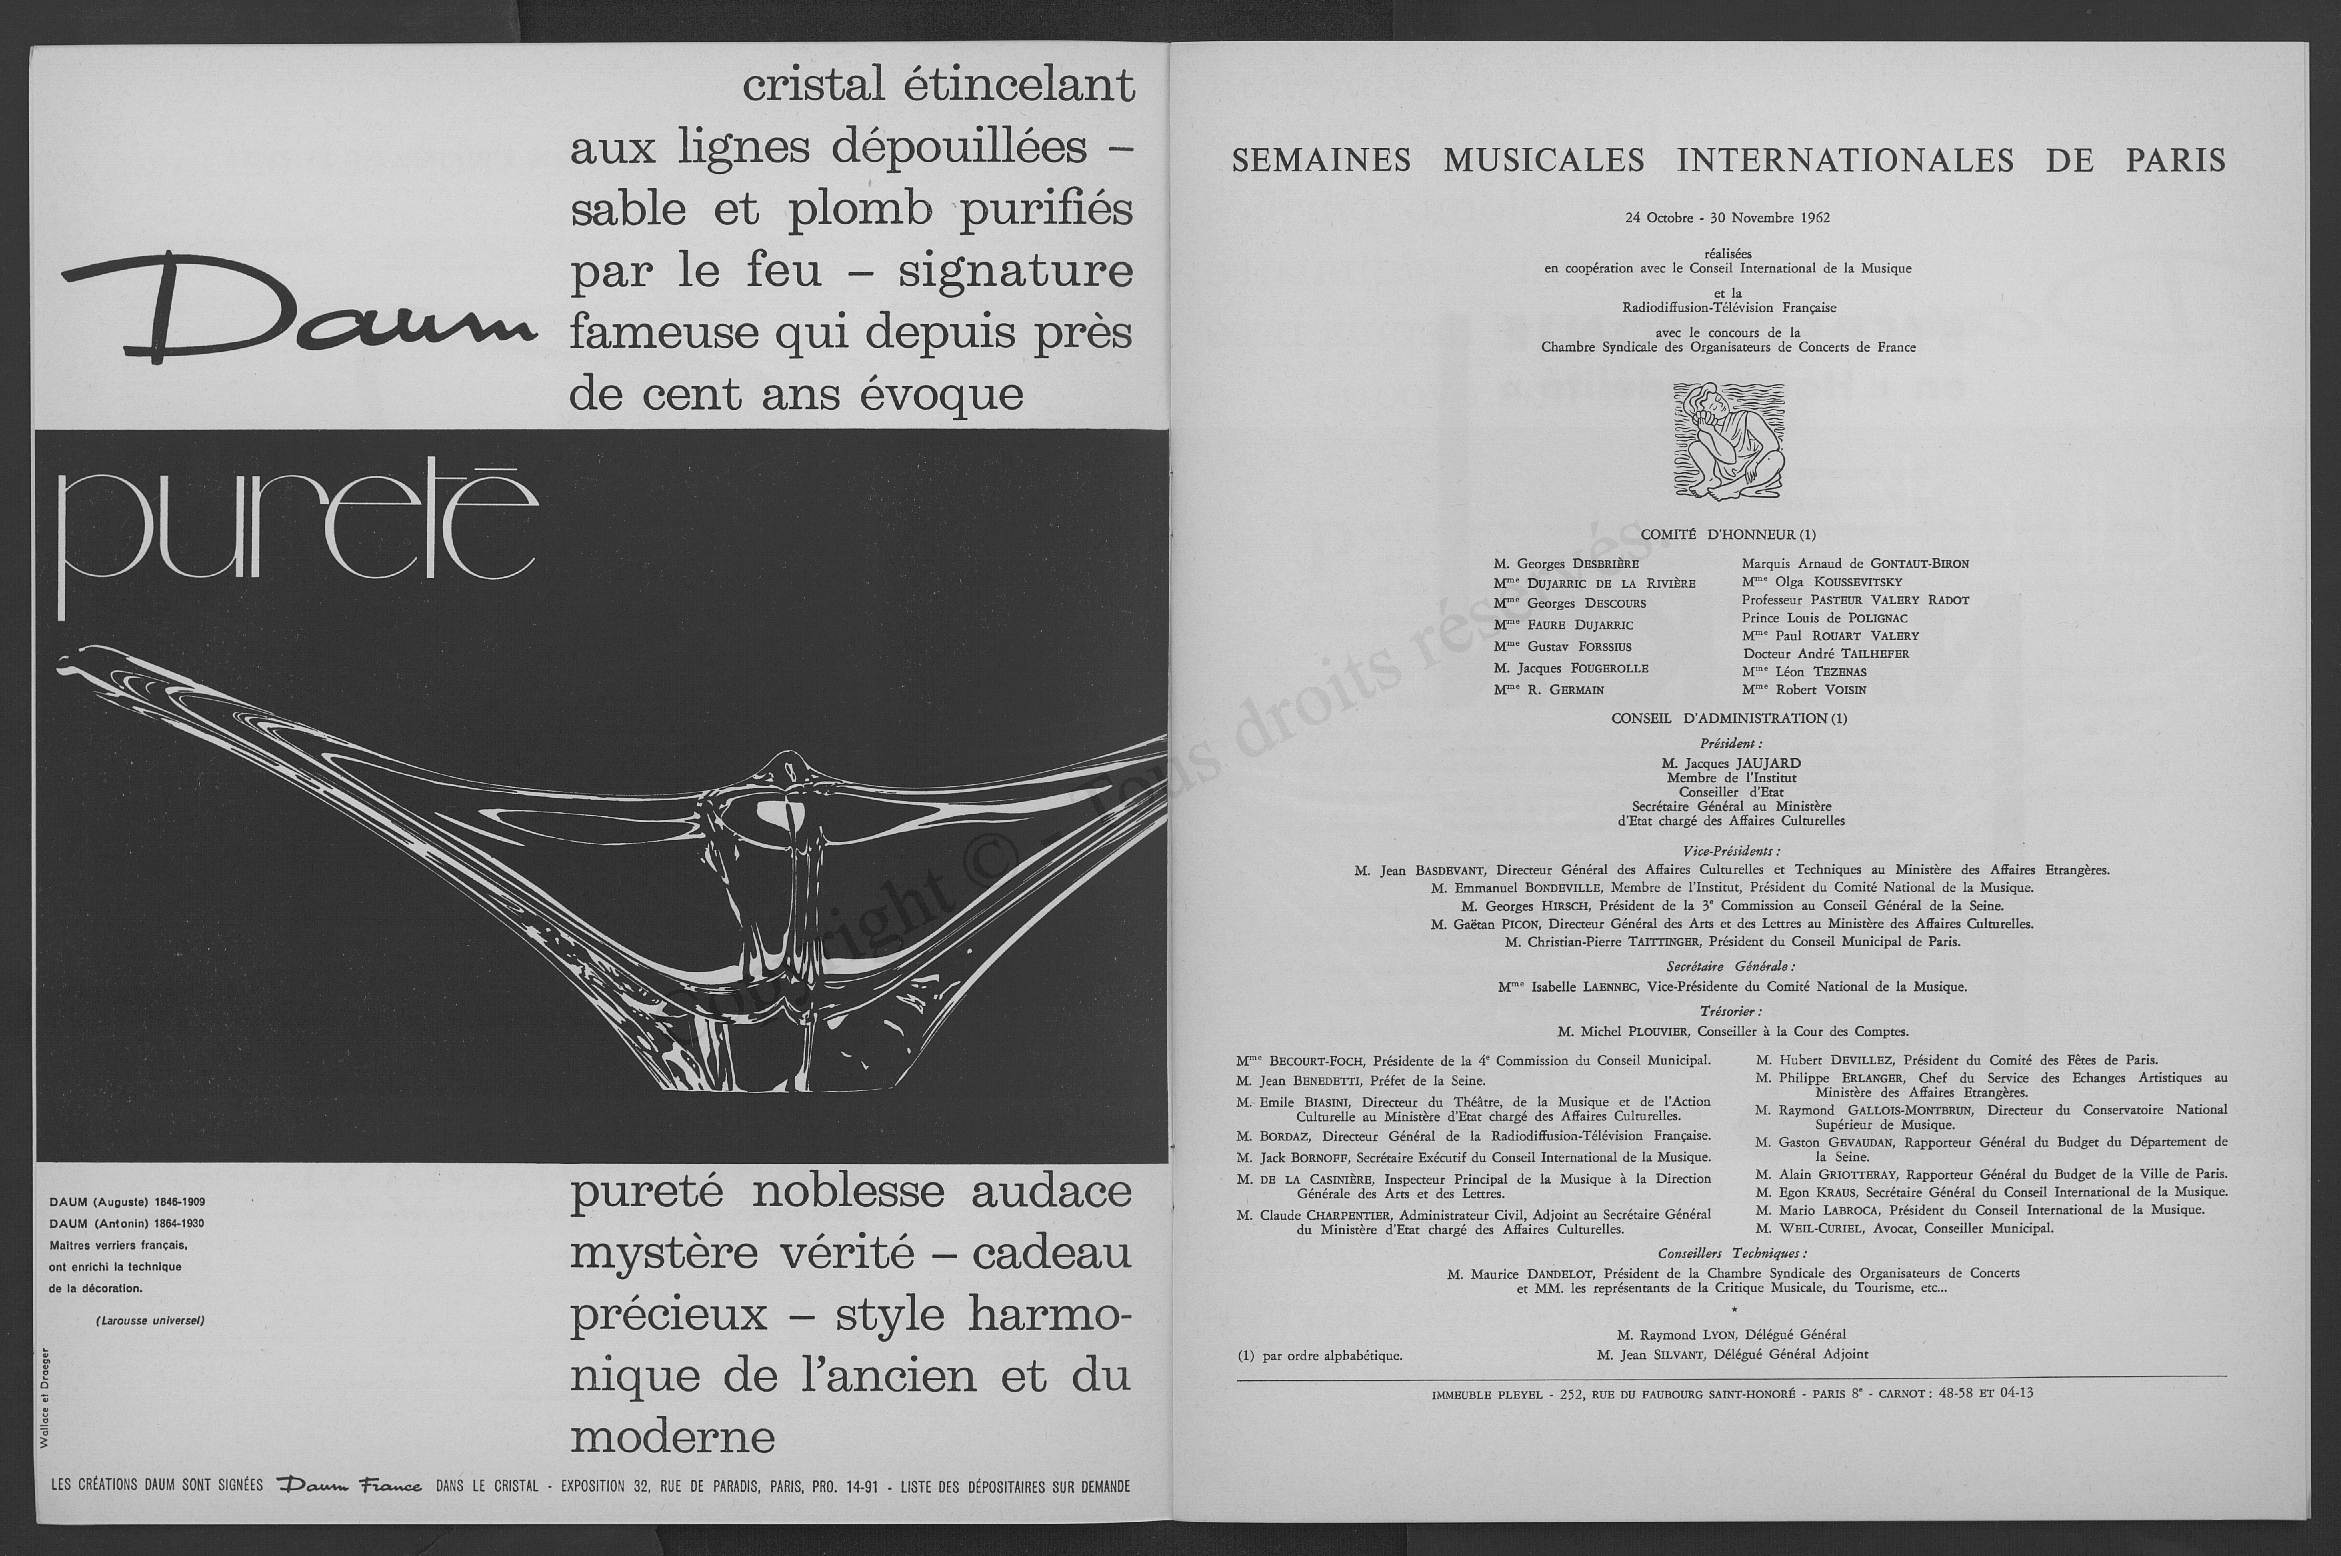 cristal étincelant
aux lignes dépouillées –
sable et plomb purifiés
par le feu – signature
Daum fameuse qui depuis près
de cent ans évoque
pureté
DAUM (Auguste) 1846-1909
DAUM (Antonin) 1864-1930
Maîtres verriers français,
ont enrichi la technique
de la décoration.
(Larousse universel)
Wallace et Draeger
pureté noblesse audace
mystère vérité – cadeau
précieux – style harmo-
nique de l'ancien et du
moderne
LES CRÉATIONS DAUM SONT SIGNÉES Daum France DANS LE CRISTAL - EXPOSITION 32, RUE DE PARADIS, PARIS, PRO. 14-91 - LISTE DES DÉPOSITAIRES SUR DEMANDE
SEMAINES MUSICALES INTERNATIONALES DE PARIS
24 Octobre - 30 Novembre 1962
réalisées
en coopération avec le Conseil International de la Musique
et la
Radiodiffusion-Télévision Française
avec le concours de la
Chambre Syndicale des Organisateurs de Concerts de France
COMITÉ D'HONNEUR (1)
M. Georges DESBRIÈRE
Mme DUJARRIC DE LA RIVIÈRE
Mme Georges DESCOURS
Mme FAURE DUJARRIC
Mme Gustav FORSSIUS
M. Jacques FOUGEROLLE
Mme R. GERMAIN
Marquis Arnaud de GONTAUT-BIRON
Mme Olga KOUSSEVITSKY
Professeur PASTEUR VALERY RADOT
Prince Louis de POLIGNAC
Mme Paul ROUART VALERY
Docteur André TAILHEFER
Mme Léon TEZENAS
Mme Robert VOISIN
CONSEIL D'ADMINISTRATION (1)
Président :
M. Jacques JAUJARD
Membre de l'Institut
Conseiller d'Etat
Secrétaire Général au Ministère
d'Etat chargé des Affaires Culturelles
Vice-Présidents :
M. Jean BASDEVANT, Directeur Général des Affaires Culturelles et Techniques au Ministère des Affaires Etrangères.
M. Emmanuel BONDEVILLE, Membre de l'Institut, Président du Comité National de la Musique.
M. Georges HIRSCH, Président de la 3e Commission au Conseil Général de la Seine.
M. Gaëtan PICON, Directeur Général des Arts et des Lettres au Ministère des Affaires Culturelles.
M. Christian-Pierre TAITTINGER, Président du Conseil Municipal de Paris.
Secrétaire Générale :
Mme Isabelle LAENNEC, Vice-Présidente du Comité National de la Musique.
Trésorier :
M. Michel PLOUVIER, Conseiller à la Cour des Comptes.
Mme BECOURT-FOCH, Présidente de la 4e Commission du Conseil Municipal.
M. Jean BENEDETTI, Préfet de la Seine.
M. Emile BIASINI, Directeur du Théâtre, de la Musique et de l'Action
Culturelle au Ministère d'Etat chargé des Affaires Culturelles.
M. BORDAZ, Directeur Général de la Radiodiffusion-Télévision Française.
M. Jack BORNOFF, Secrétaire Exécutif du Conseil International de la Musique.
M. DE LA CASINIÈRE, Inspecteur Principal de la Musique à la Direction
Générale des Arts et des Lettres.
M. Claude CHARPENTIER, Administrateur Civil, Adjoint au Secrétaire Général
du Ministère d'Etat chargé des Affaires Culturelles.
M. Hubert DEVILLEZ, Président du Comité des Fêtes de Paris.
M. Philippe ERLANGER, Chef du Service des Echanges Artistiques au
Ministère des Affaires Etrangères.
M. Raymond GALLOIS-MONTBRUN, Directeur du Conservatoire National
Supérieur de Musique.
M. Gaston GEVAUDAN, Rapporteur Général du Budget du Département de
la Seine.
M. Alain GRIOTTERAY, Rapporteur Général du Budget de la Ville de Paris.
M. Egon KRAUS, Secrétaire Général du Conseil International de la Musique.
M. Mario LABROCA, Président du Conseil International de la Musique.
M. WEIL-CURIEL, Avocat, Conseiller Municipal.
Conseillers Techniques :
M. Maurice DANDELOT, Président de la Chambre Syndicale des Organisateurs de Concerts
et MM. les représentants de la Critique Musicale, du Tourisme, etc...
*
M. Raymond LYON, Délégué Général
(1) par ordre alphabétique. M. Jean SILVANT, Délégué Général Adjoint
IMMEUBLE PLEYEL - 252, RUE DU FAUBOURG SAINT-HONORÉ - PARIS 8e - CARNOT : 48-58 ET 04-13
Copyright © - Tous droits réservés.